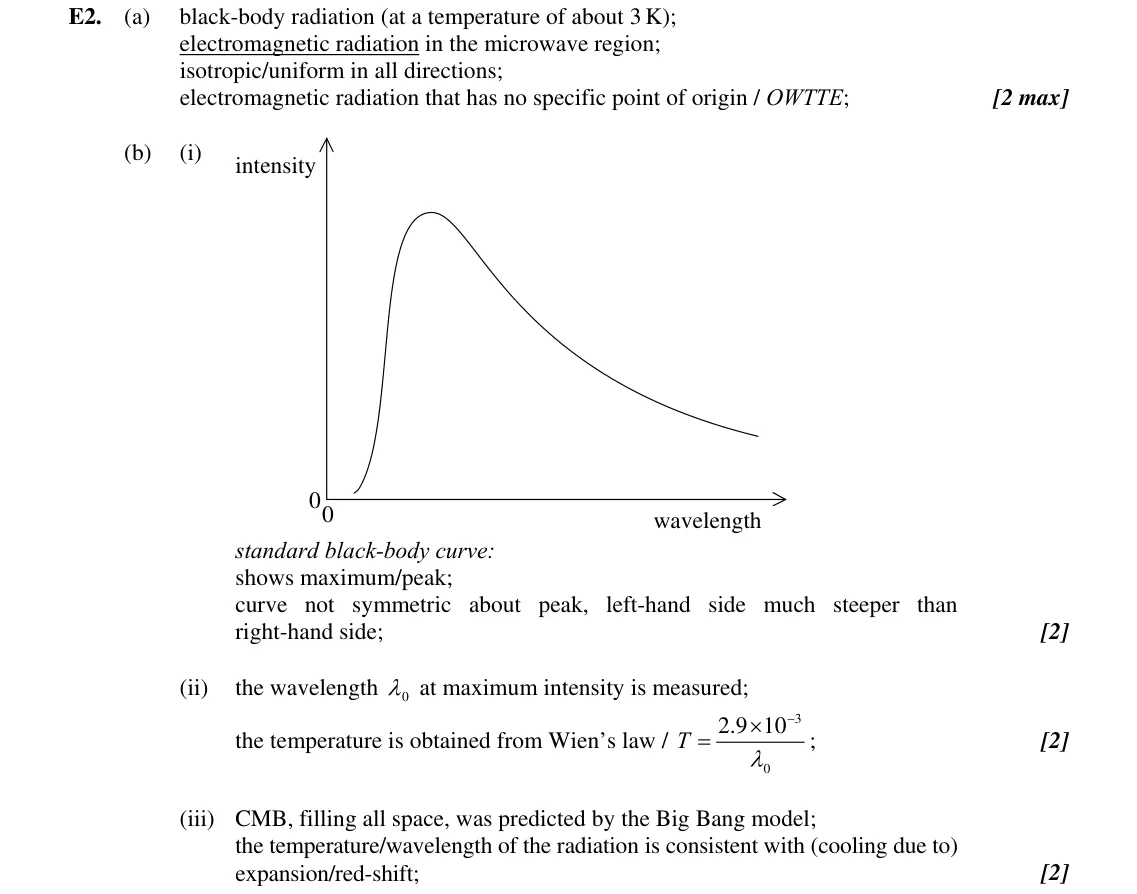 E2. (a) black-body radiation (at a temperature of about 3 K);
electromagnetic radiation in the microwave region;
isotropic/uniform in all directions;
electromagnetic radiation that has no specific point of origin / OWTTE; [2 max]
(b) (i) intensity
0
0
wavelength
standard black-body curve:
shows maximum/peak;
curve not symmetric about peak, left-hand side much steeper than
right-hand side; [2]
(ii) the wavelength λ₀ at maximum intensity is measured;
the temperature is obtained from Wien's law / T = 2.9×10⁻³ / λ₀ ; [2]
(iii) CMB, filling all space, was predicted by the Big Bang model;
the temperature/wavelength of the radiation is consistent with (cooling due to)
expansion/red-shift; [2]